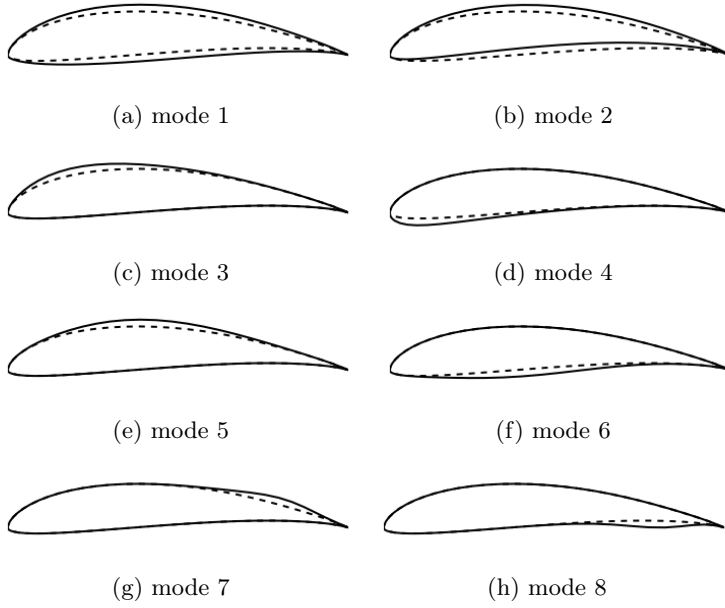 (a) mode 1
(b) mode 2
(c) mode 3
(d) mode 4
(e) mode 5
(f) mode 6
(g) mode 7
(h) mode 8